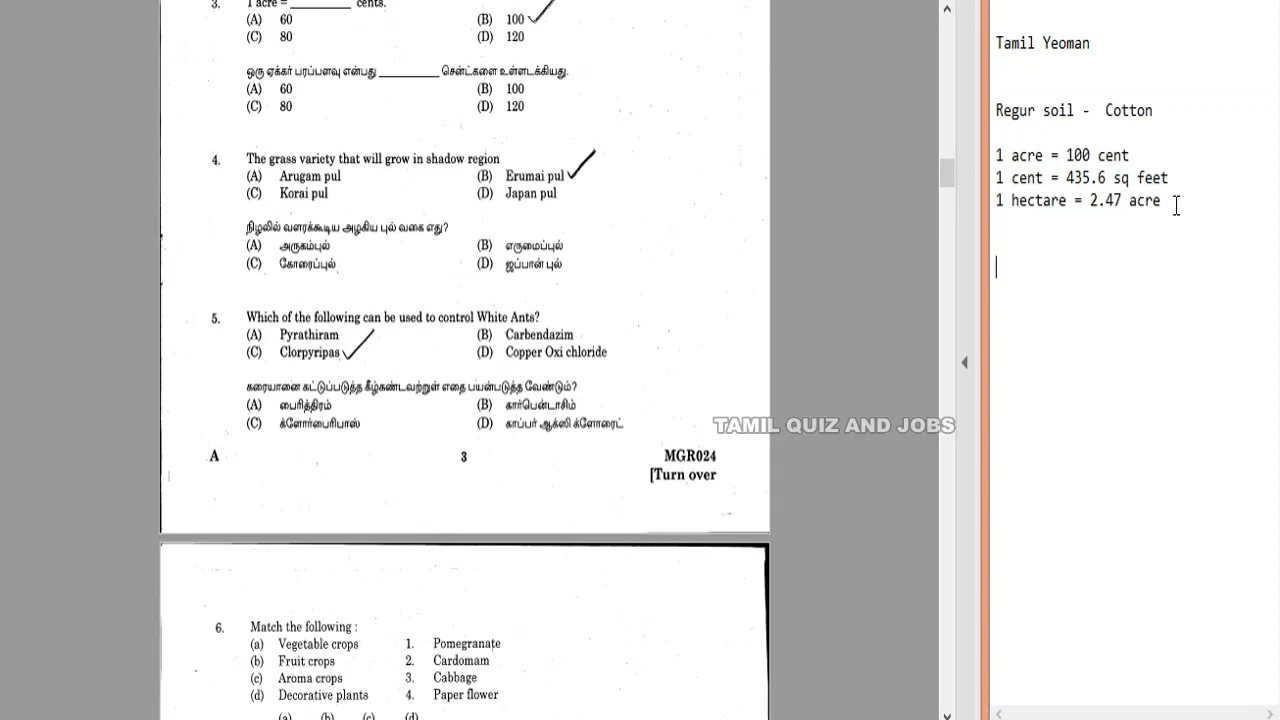 3. 1 acre = _________ cents.
(A) 60 (B) 100
(C) 80 (D) 120
ஒரு ஏக்கர் பரப்பளவு என்பது _________ சென்ட்களை உள்ளடக்கியது.
(A) 60 (B) 100
(C) 80 (D) 120
4. The grass variety that will grow in shadow region
(A) Arugam pul (B) Erumai pul
(C) Korai pul (D) Japan pul
நிழலில் வளரக்கூடிய அழகிய புல் வகை எது?
(A) அருகம்புல் (B) எருமைப்புல்
(C) கோரைப்புல் (D) ஜப்பான் புல்
5. Which of the following can be used to control White Ants?
(A) Pyrathiram (B) Carbendazim
(C) Clorpyripas (D) Copper Oxi chloride
கரையானை கட்டுப்படுத்த கீழ்கண்டவற்றுள் எதை பயன்படுத்த வேண்டும்?
(A) பைரித்திரம் (B) கார்பென்டாசிம்
(C) க்ளோர்பைரிபாஸ் (D) காப்பர் ஆக்ஸி க்ளோரைட்
A 3 MGR024
[Turn over
6. Match the following :
(a) Vegetable crops 1. Pomegranate
(b) Fruit crops 2. Cardomam
(c) Aroma crops 3. Cabbage
(d) Decorative plants 4. Paper flower
(a) (b) (c) (d)
TAMIL QUIZ AND JOBS
Tamil Yeoman
Regur soil - Cotton
1 acre = 100 cent
1 cent = 435.6 sq feet
1 hectare = 2.47 acre